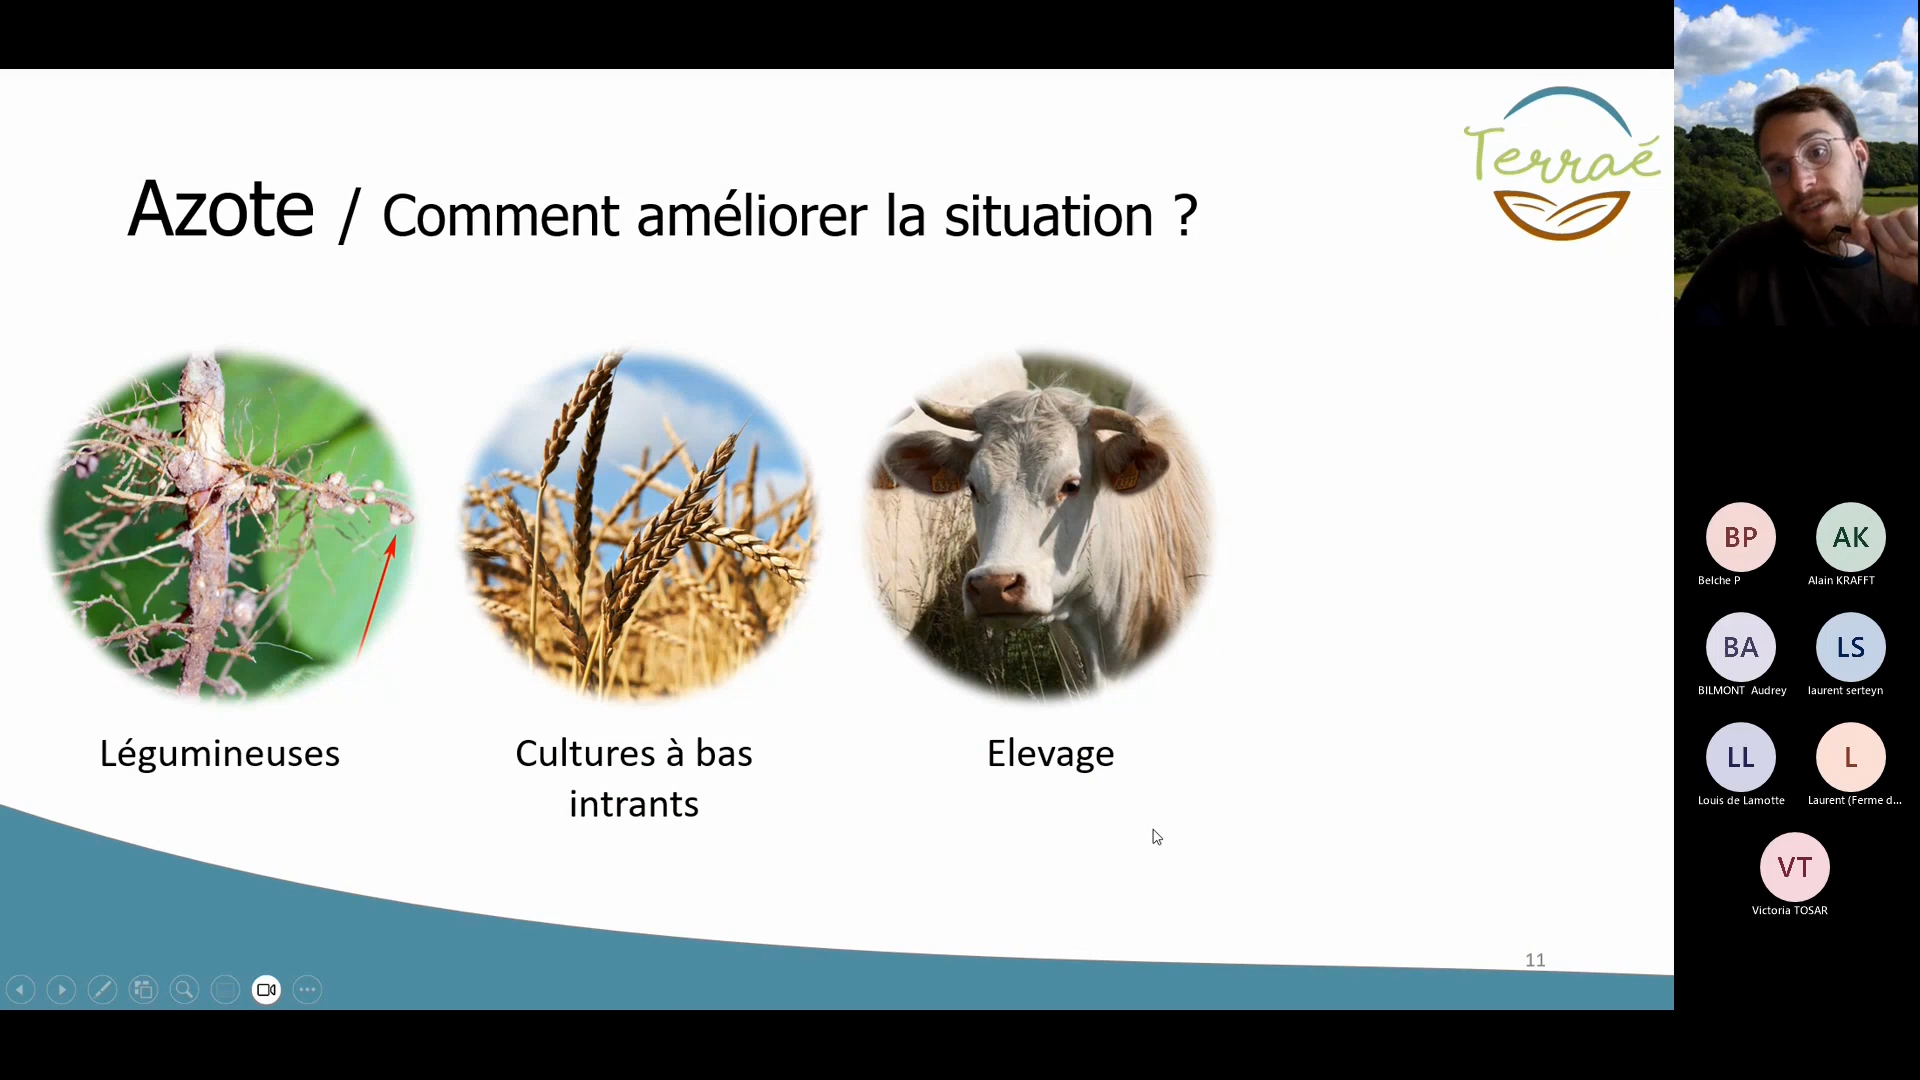 Terraé
Azote / Comment améliorer la situation ?
Légumineuses
Cultures à bas
intrants
Elevage
11
BP
Belche P
AK
Alain KRAFFT
BA
BILMONT Audrey
LS
laurent serteyn
LL
Louis de Lamotte
L
Laurent (Ferme d...
VT
Victoria TOSAR